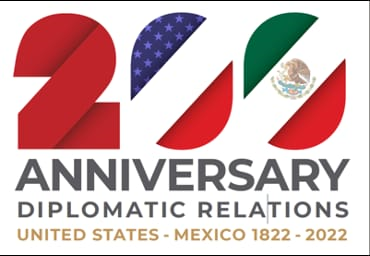 200
ANNIVERSARY
DIPLOMATIC RELATIONS
UNITED STATES - MEXICO 1822 - 2022